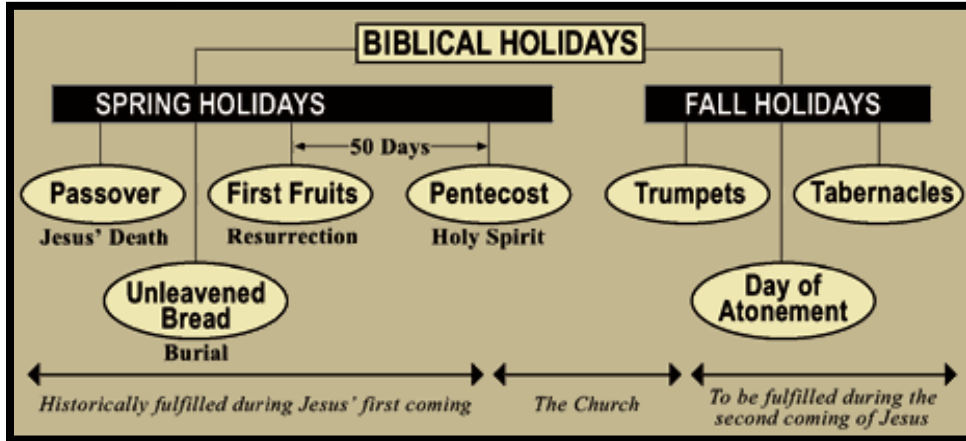 BIBLICAL HOLIDAYS
SPRING HOLIDAYS
FALL HOLIDAYS
50 Days
Passover
First Fruits
Pentecost
Trumpets
Tabernacles
Jesus' Death
Resurrection
Holy Spirit
Unleavened
Bread
Burial
Day of
Atonement
Historically fulfilled during Jesus' first coming
The Church
To be fulfilled during the
second coming of Jesus